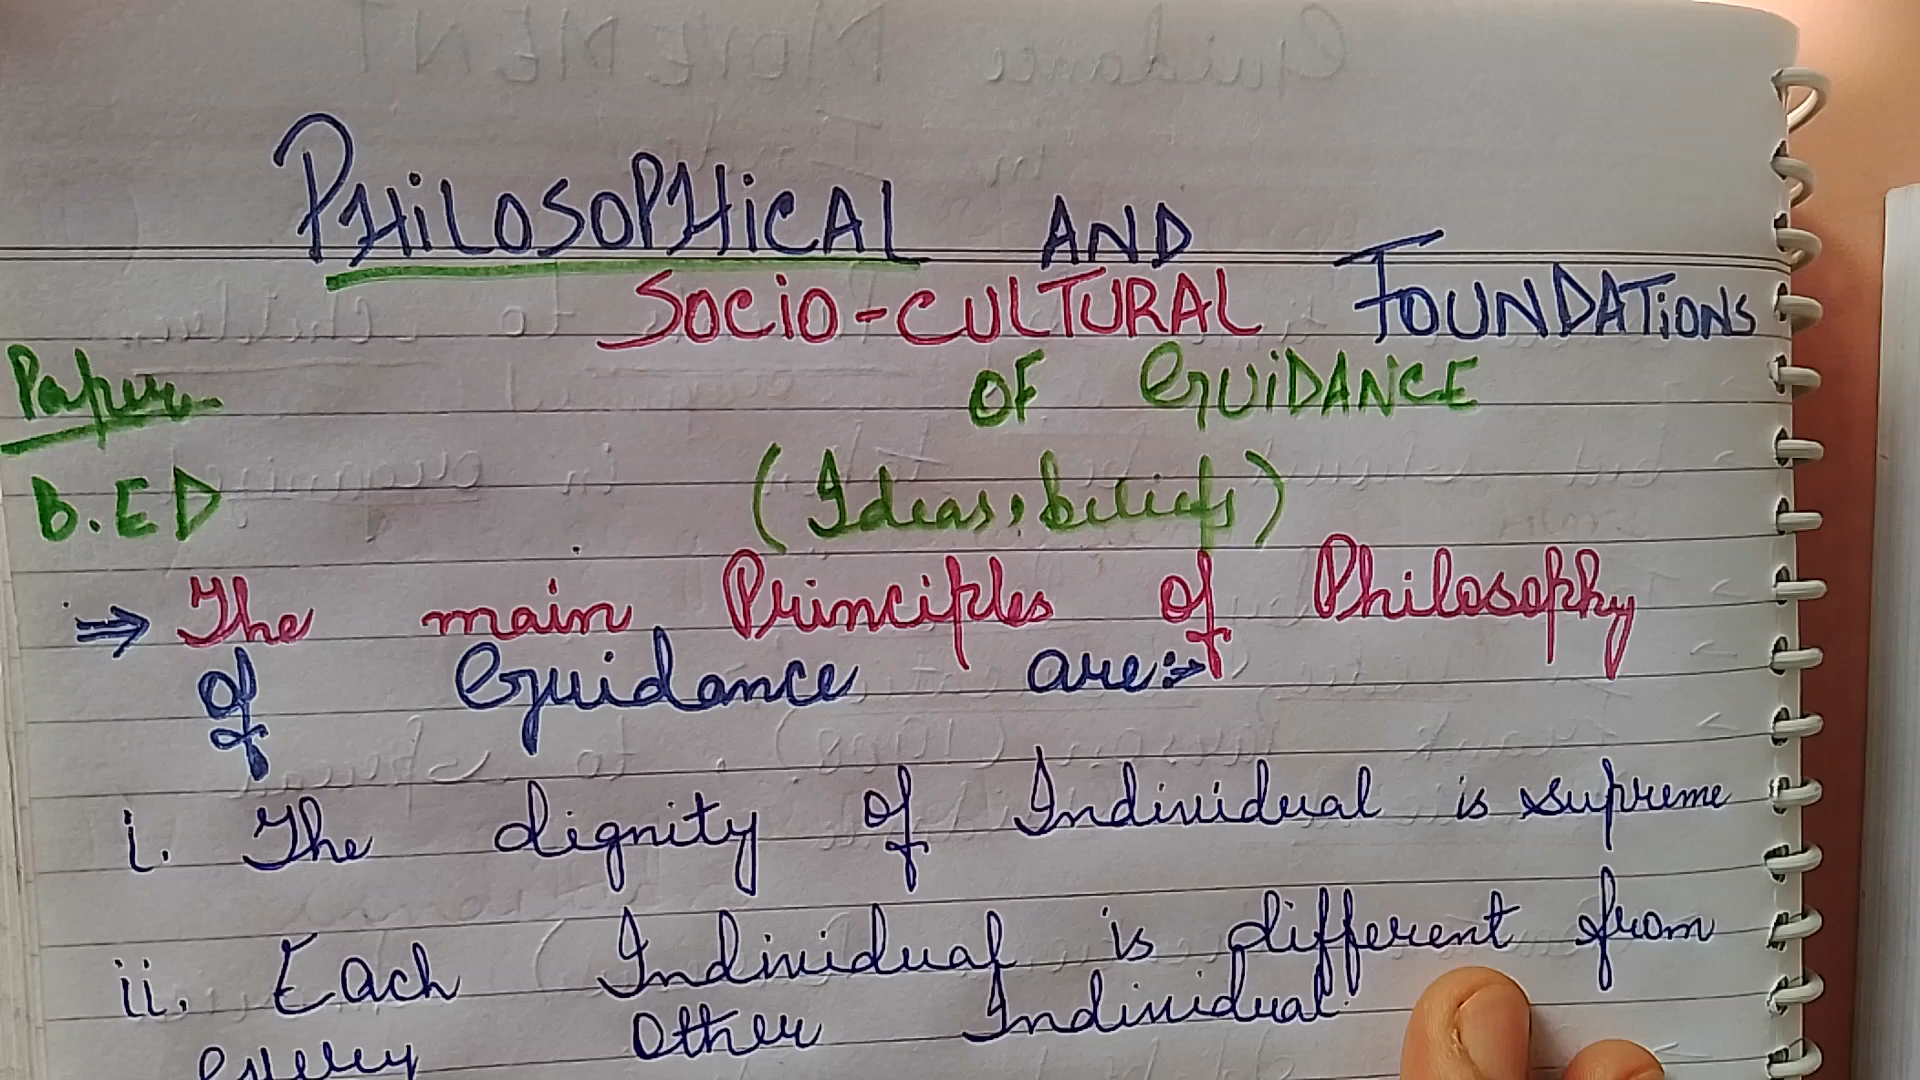 PHiLOSOPHiCAL AND
SOCiO-CULTURAL FOUNDATiONS
Paper
OF GUiDANCE
B.ED
(Ideas, beliefs)
⇒ The main Principles of Philosophy
of Guidance are:→
i. The dignity of Individual is supreme
ii. Each Individual is different from
every Other Individual.